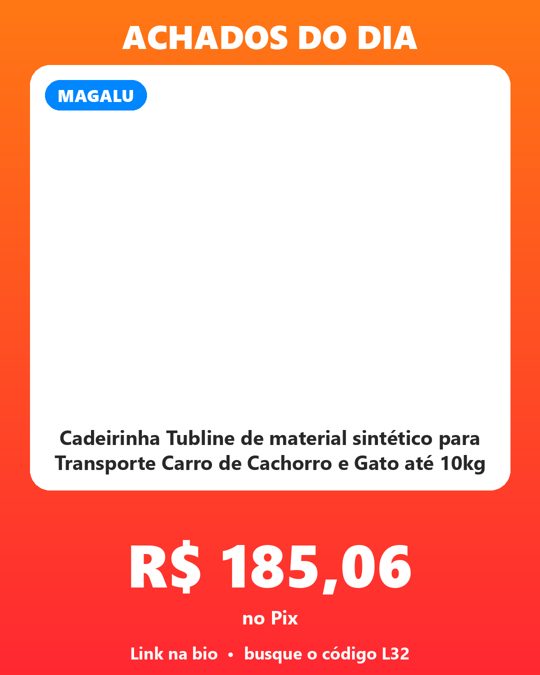 ACHADOS DO DIA
MAGALU
Cadeirinha Tubline de material sintético para
Transporte Carro de Cachorro e Gato até 10kg
R$ 185,06
no Pix
Link na bio • busque o código L32